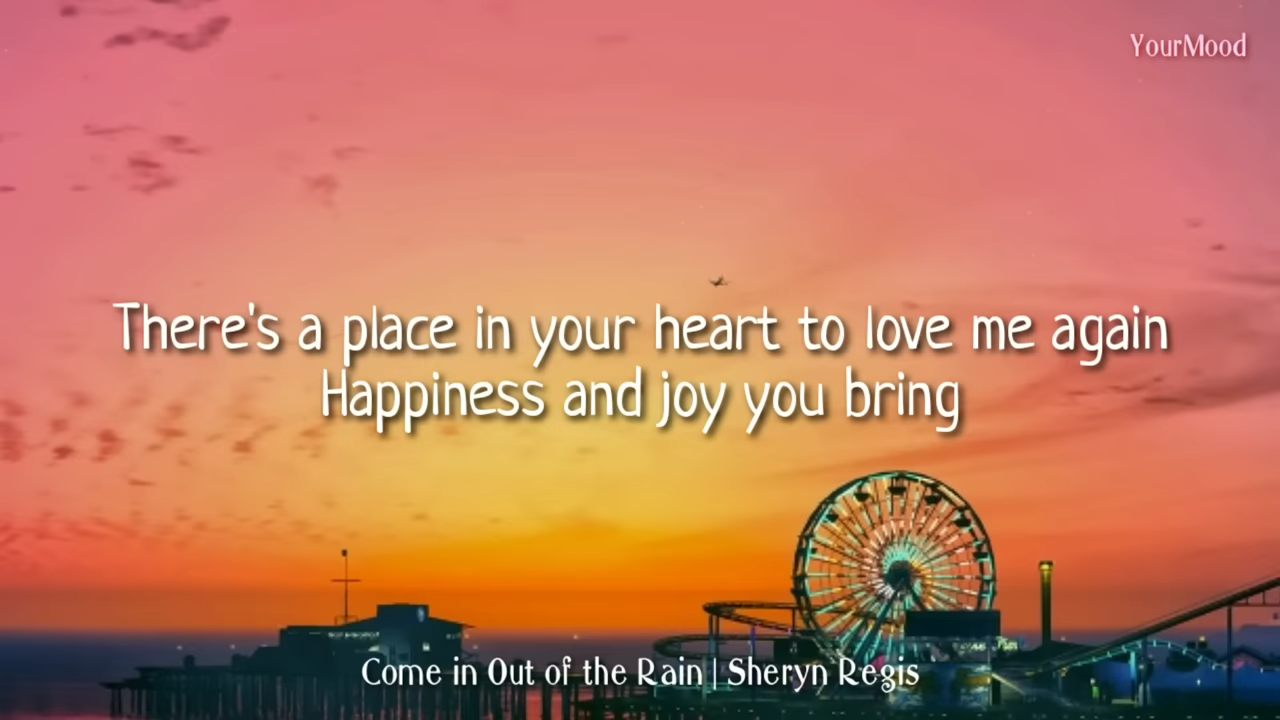 YourMood
There's a place in your heart to love me again
Happiness and joy you bring
Come in Out of the Rain | Sheryn Regis